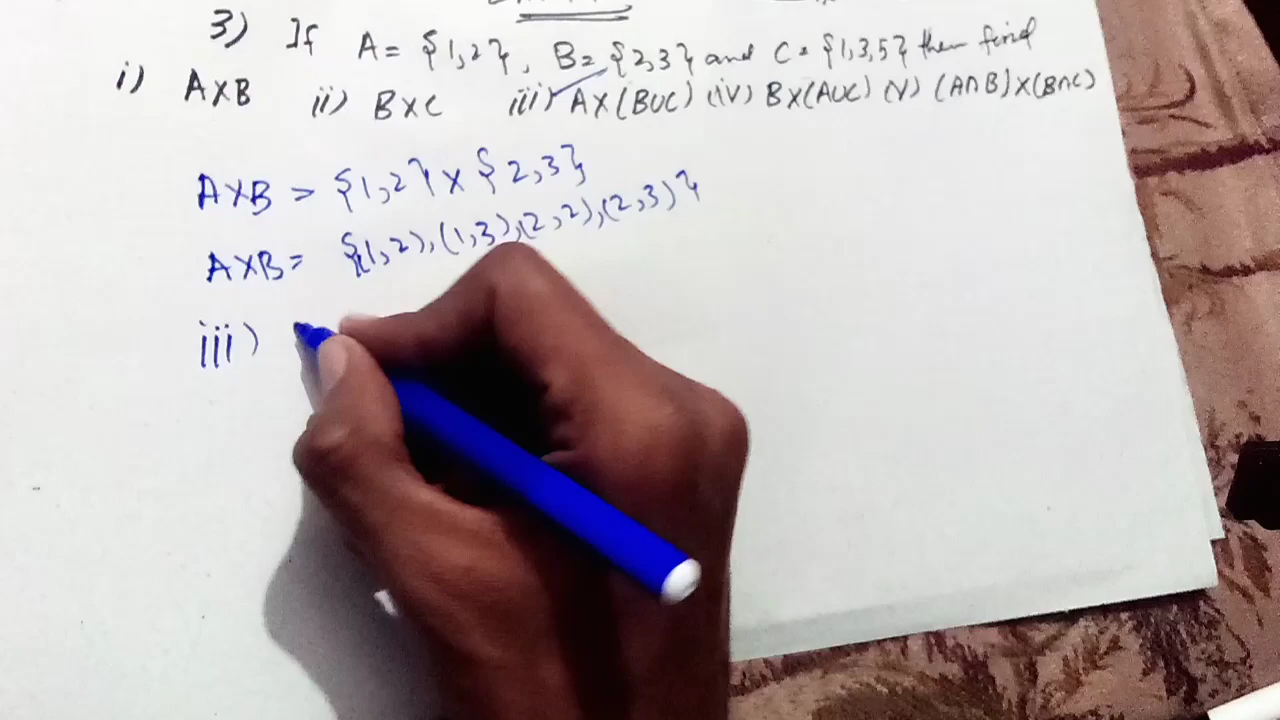 3) If A = {1,2}, B = {2,3} and C = {1,3,5} then find
i) A×B ii) B×C iii) A×(B∪C) (iv) B×(A∪C) (v) (A∩B)×(B∩C)
A×B = {1,2} × {2,3}
A×B = {(1,2),(1,3),(2,2),(2,3)}
iii)